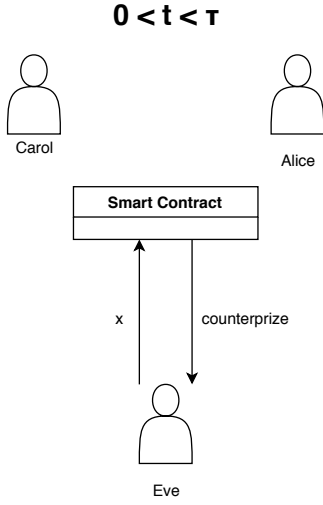 0 < t < τ
Carol
Alice
Smart Contract
x
counterprize
Eve